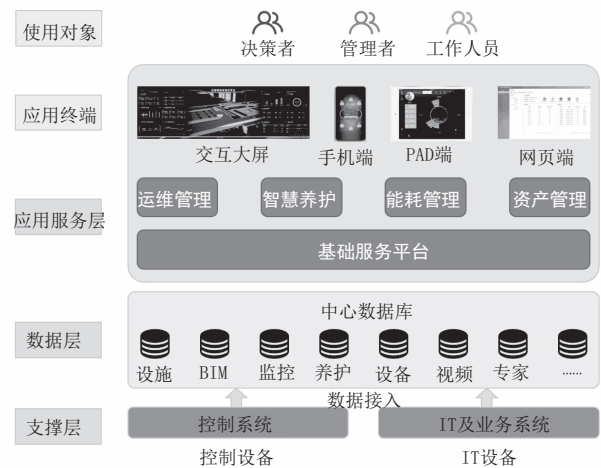 使用对象
决策者 管理者 工作人员
应用终端
交互大屏 手机端 PAD端 网页端
运维管理 智慧养护 能耗管理 资产管理
应用服务层
基础服务平台
中心数据库
数据层
设施 BIM 监控 养护 设备 视频 专家 ……
数据接入
支撑层
控制系统 IT及业务系统
控制设备 IT设备